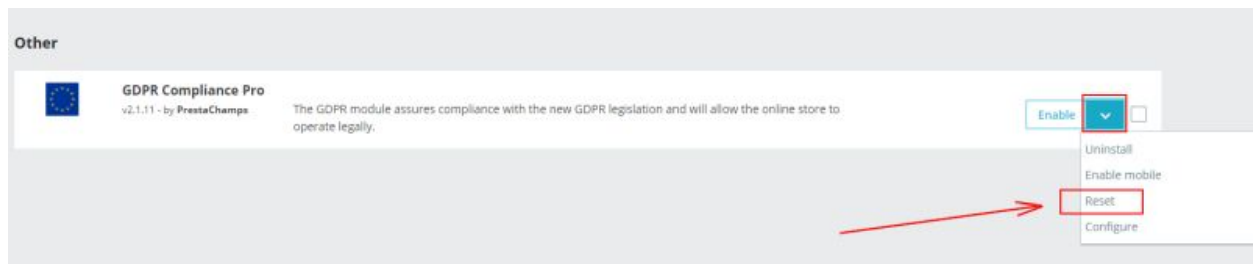 Other
GDPR Compliance Pro
v2.1.11 - by PrestaChamps
The GDPR module assures compliance with the new GDPR legislation and will allow the online store to
operate legally.
Enable
Uninstall
Enable mobile
Reset
Configure